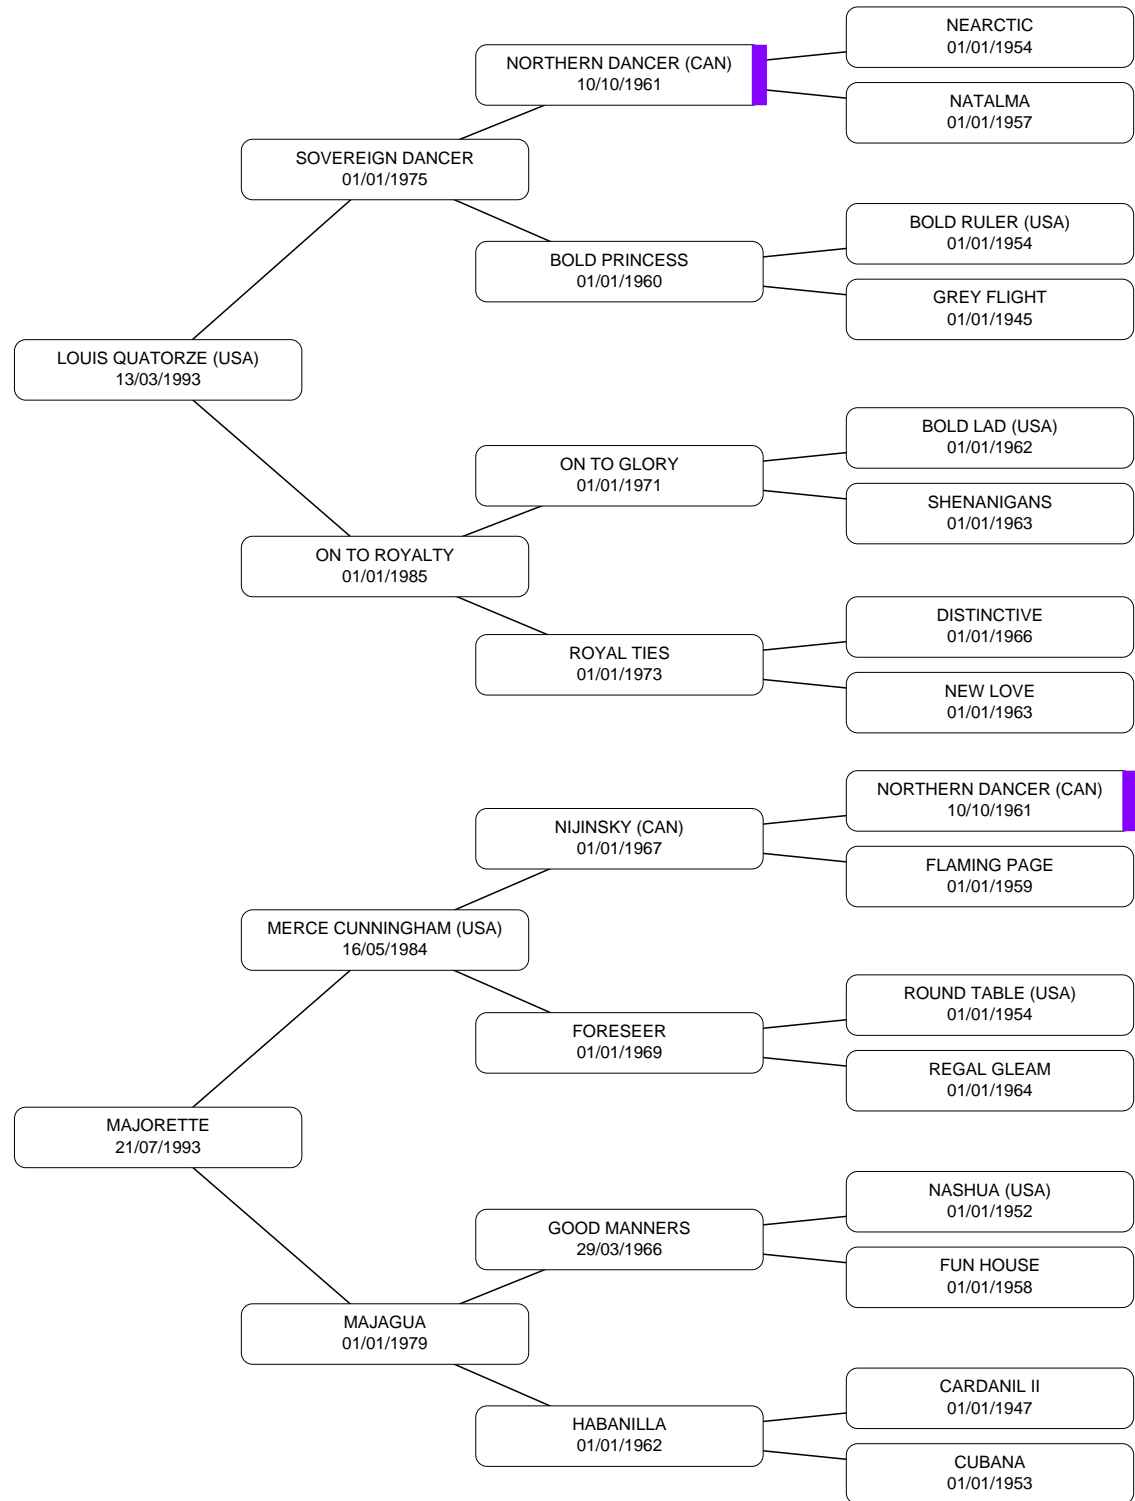 NEARCTIC
01/01/1954
NORTHERN DANCER (CAN)
10/10/1961
NATALMA
01/01/1957
SOVEREIGN DANCER
01/01/1975
BOLD RULER (USA)
01/01/1954
BOLD PRINCESS
01/01/1960
GREY FLIGHT
01/01/1945
LOUIS QUATORZE (USA)
13/03/1993
BOLD LAD (USA)
01/01/1962
ON TO GLORY
01/01/1971
SHENANIGANS
01/01/1963
ON TO ROYALTY
01/01/1985
DISTINCTIVE
01/01/1966
ROYAL TIES
01/01/1973
NEW LOVE
01/01/1963
NORTHERN DANCER (CAN)
10/10/1961
NIJINSKY (CAN)
01/01/1967
FLAMING PAGE
01/01/1959
MERCE CUNNINGHAM (USA)
16/05/1984
ROUND TABLE (USA)
01/01/1954
FORESEER
01/01/1969
REGAL GLEAM
01/01/1964
MAJORETTE
21/07/1993
NASHUA (USA)
01/01/1952
GOOD MANNERS
29/03/1966
FUN HOUSE
01/01/1958
MAJAGUA
01/01/1979
CARDANIL II
01/01/1947
HABANILLA
01/01/1962
CUBANA
01/01/1953